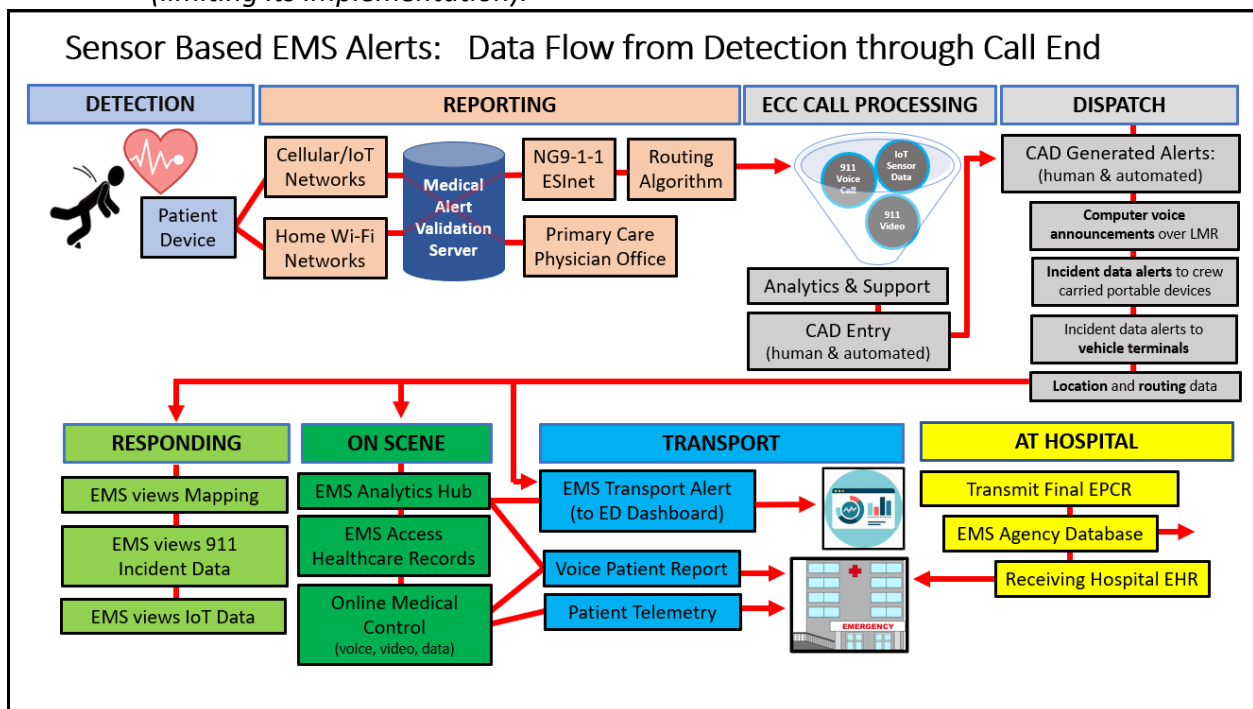 (limiting its implementation).
Sensor Based EMS Alerts: Data Flow from Detection through Call End
DETECTION
REPORTING
ECC CALL PROCESSING
DISPATCH
Patient
Device
Cellular/IoT
Networks
Home Wi-Fi
Networks
Medical
Alert
Validation
Server
NG9-1-1
ESInet
Routing
Algorithm
Primary Care
Physician Office
911
Voice
Call
IoT
Sensor
Data
911
Video
Analytics & Support
CAD Entry
(human & automated)
CAD Generated Alerts:
(human & automated)
Computer voice
announcements over LMR
Incident data alerts to crew
carried portable devices
Incident data alerts to
vehicle terminals
Location and routing data
RESPONDING
ON SCENE
TRANSPORT
AT HOSPITAL
EMS views Mapping
EMS views 911
Incident Data
EMS views IoT Data
EMS Analytics Hub
EMS Access
Healthcare Records
Online Medical
Control
(voice, video, data)
EMS Transport Alert
(to ED Dashboard)
Voice Patient Report
Patient Telemetry
EMERGENCY
Transmit Final EPCR
EMS Agency Database
Receiving Hospital EHR